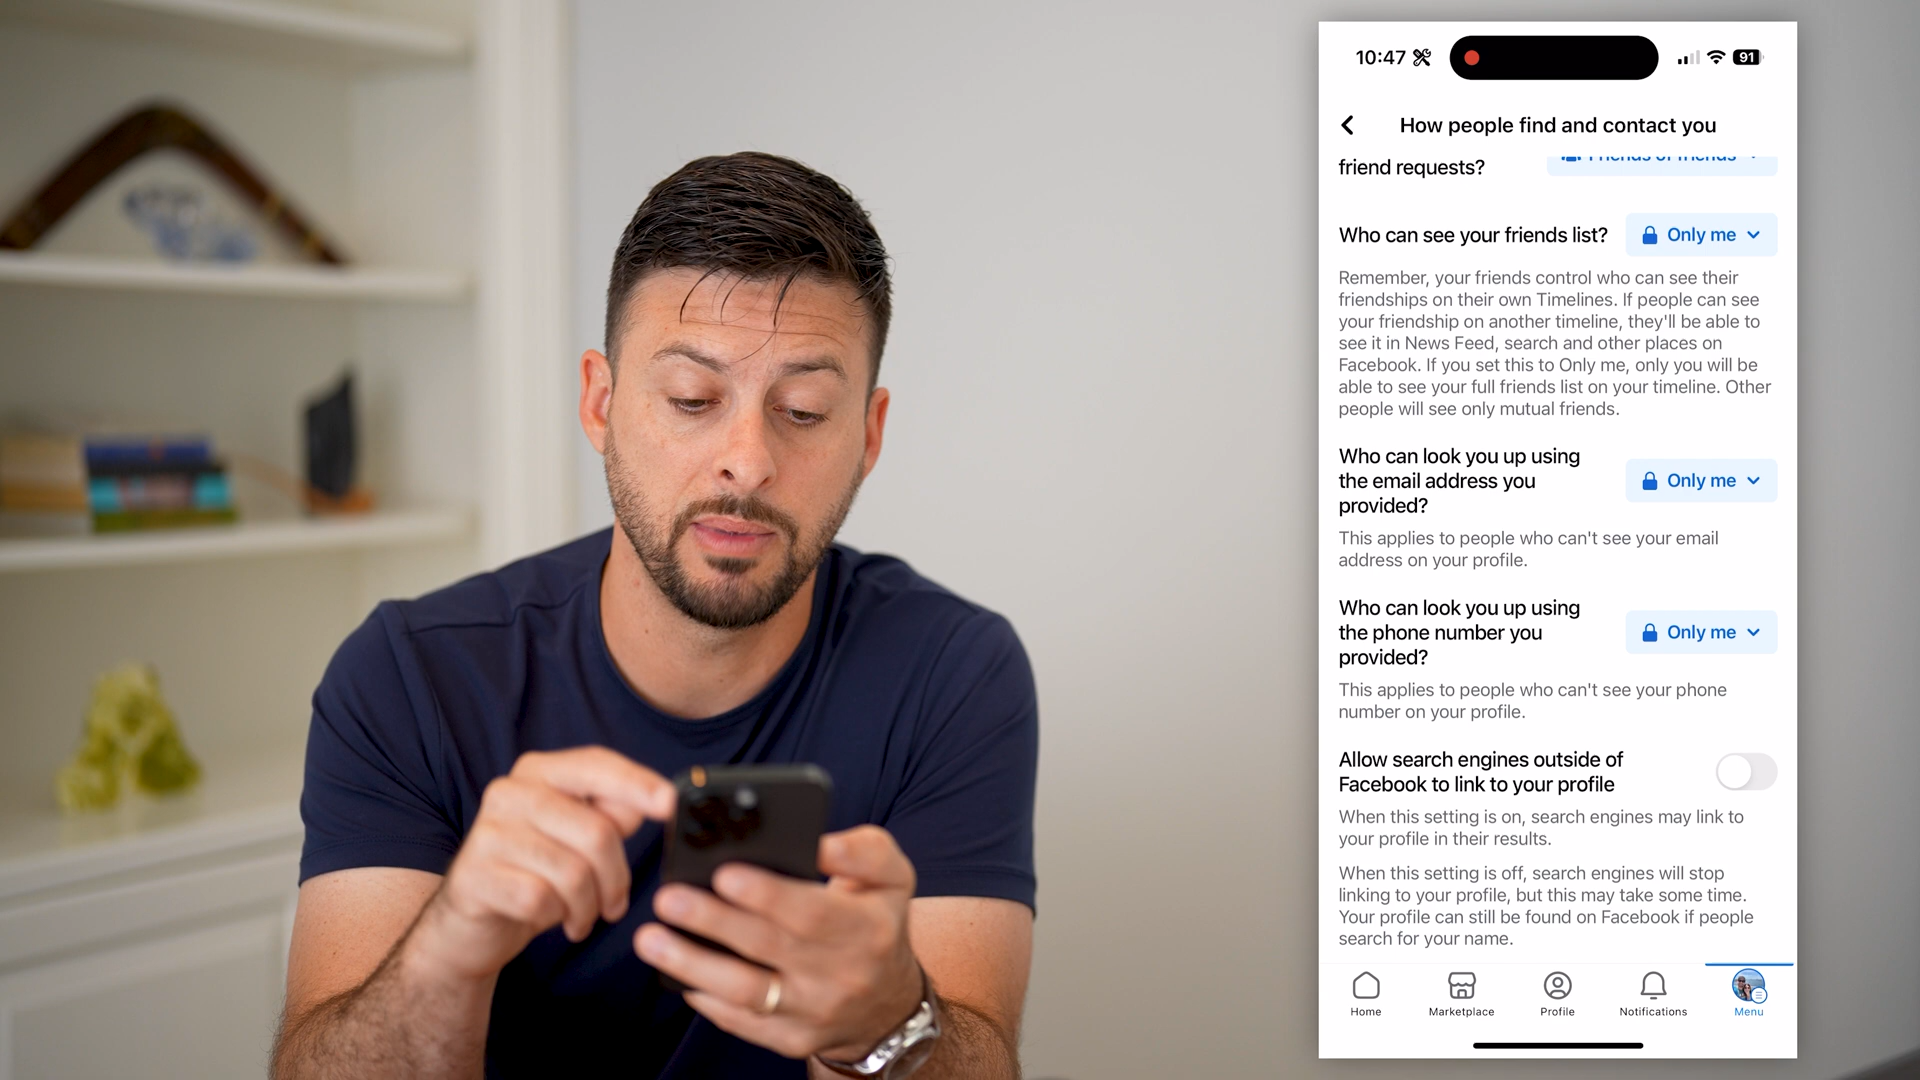 10:47
91
How people find and contact you
friend requests?
Friends of friends
Who can see your friends list?
Only me
Remember, your friends control who can see their
friendships on their own Timelines. If people can see
your friendship on another timeline, they'll be able to
see it in News Feed, search and other places on
Facebook. If you set this to Only me, only you will be
able to see your full friends list on your timeline. Other
people will see only mutual friends.
Who can look you up using
the email address you
provided?
Only me
This applies to people who can't see your email
address on your profile.
Who can look you up using
the phone number you
provided?
Only me
This applies to people who can't see your phone
number on your profile.
Allow search engines outside of
Facebook to link to your profile
When this setting is on, search engines may link to
your profile in their results.
When this setting is off, search engines will stop
linking to your profile, but this may take some time.
Your profile can still be found on Facebook if people
search for your name.
Home
Marketplace
Profile
Notifications
Menu